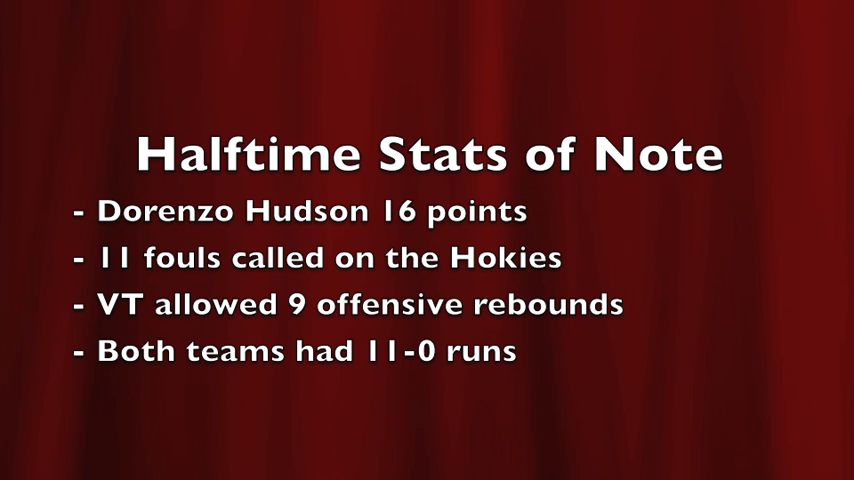 Halftime Stats of Note
- Dorenzo Hudson 16 points
- 11 fouls called on the Hokies
- VT allowed 9 offensive rebounds
- Both teams had 11-0 runs